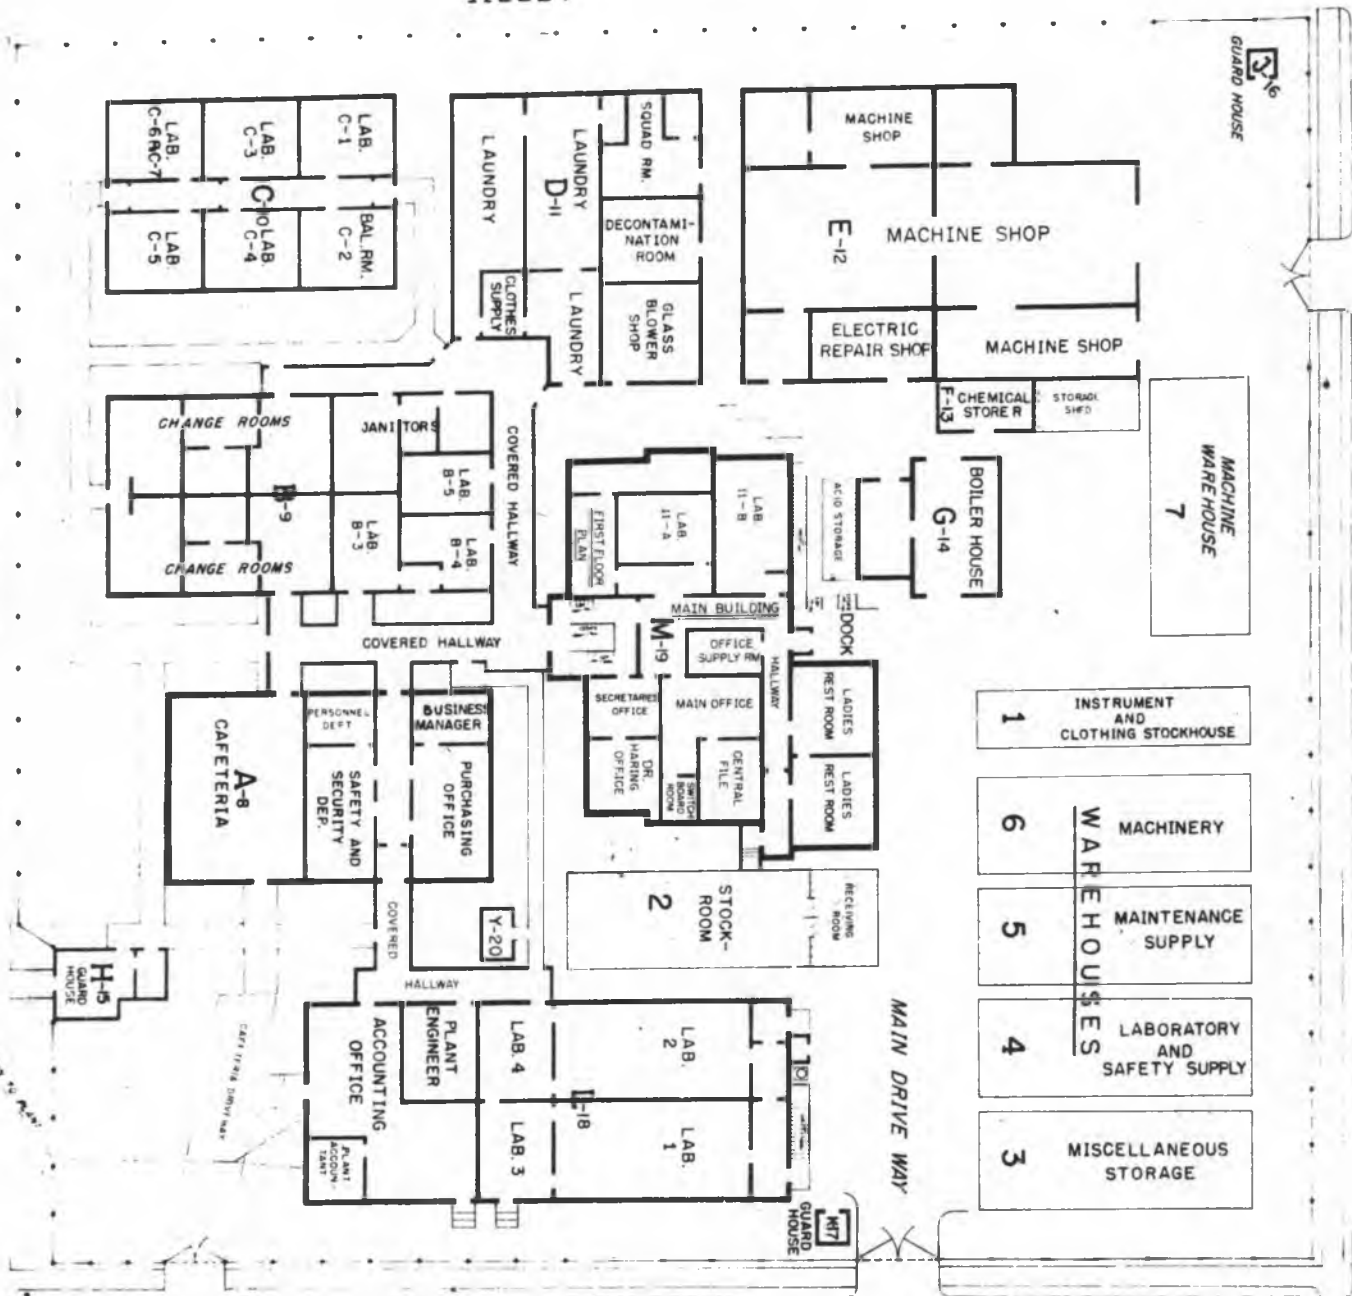 GUARD HOUSE
J-16
LAB.
C-6&C-7
LAB.
C-3
LAB.
C-1
C-10
LAB.
C-5
LAB.
C-4
BAL. RM.
C-2
LAUNDRY
LAUNDRY
D-11
SQUAD RM.
DECONTAMI-
NATION
ROOM
CLOTHES
SUPPLY
LAUNDRY
GLASS
BLOWER
SHOP
MACHINE
SHOP
E-12
MACHINE SHOP
ELECTRIC
REPAIR SHOP
MACHINE SHOP
F-13
CHEMICAL
STORE R
STORAGE
SHED
MACHINE
WAREHOUSE
7
CHANGE ROOMS
JANITORS
LAB.
B-5
B-9
LAB.
B-3
LAB.
B-4
CHANGE ROOMS
COVERED HALLWAY
COVERED HALLWAY
FIRST FLOOR
PLAN
LAB.
11-A
LAB.
11-B
ACID STORAGE
BOILER HOUSE
G-14
MAIN BUILDING
M-19
DOCK
OFFICE
SUPPLY RM
HALLWAY
SECRETARIES
OFFICE
MAIN OFFICE
LADIES
REST ROOM
DR.
HARING
OFFICE
SWITCH
BOARD
ROOM
CENTRAL
FILE
LADIES
REST ROOM
CAFETERIA
A-8
PERSONNEL
DEPT
BUSINESS
MANAGER
SAFETY AND
SECURITY
DEP.
PURCHASING
OFFICE
STOCK-
ROOM
2
RECEIVING
ROOM
COVERED
HALLWAY
Y-20
H-15
GUARD
HOUSE
CAFETERIA DRIVEWAY
ACCOUNTING
OFFICE
PLANT
ENGINEER
LAB. 4
LAB.
2
L-18
PLANT
ACCOUN-
TANT
LAB. 3
LAB.
1
GUARD
HOUSE
K-17
MAIN DRIVE WAY
WAREHOUSES
1
INSTRUMENT
AND
CLOTHING STOCKHOUSE
6
MACHINERY
5
MAINTENANCE
SUPPLY
4
LABORATORY
AND
SAFETY SUPPLY
3
MISCELLANEOUS
STORAGE